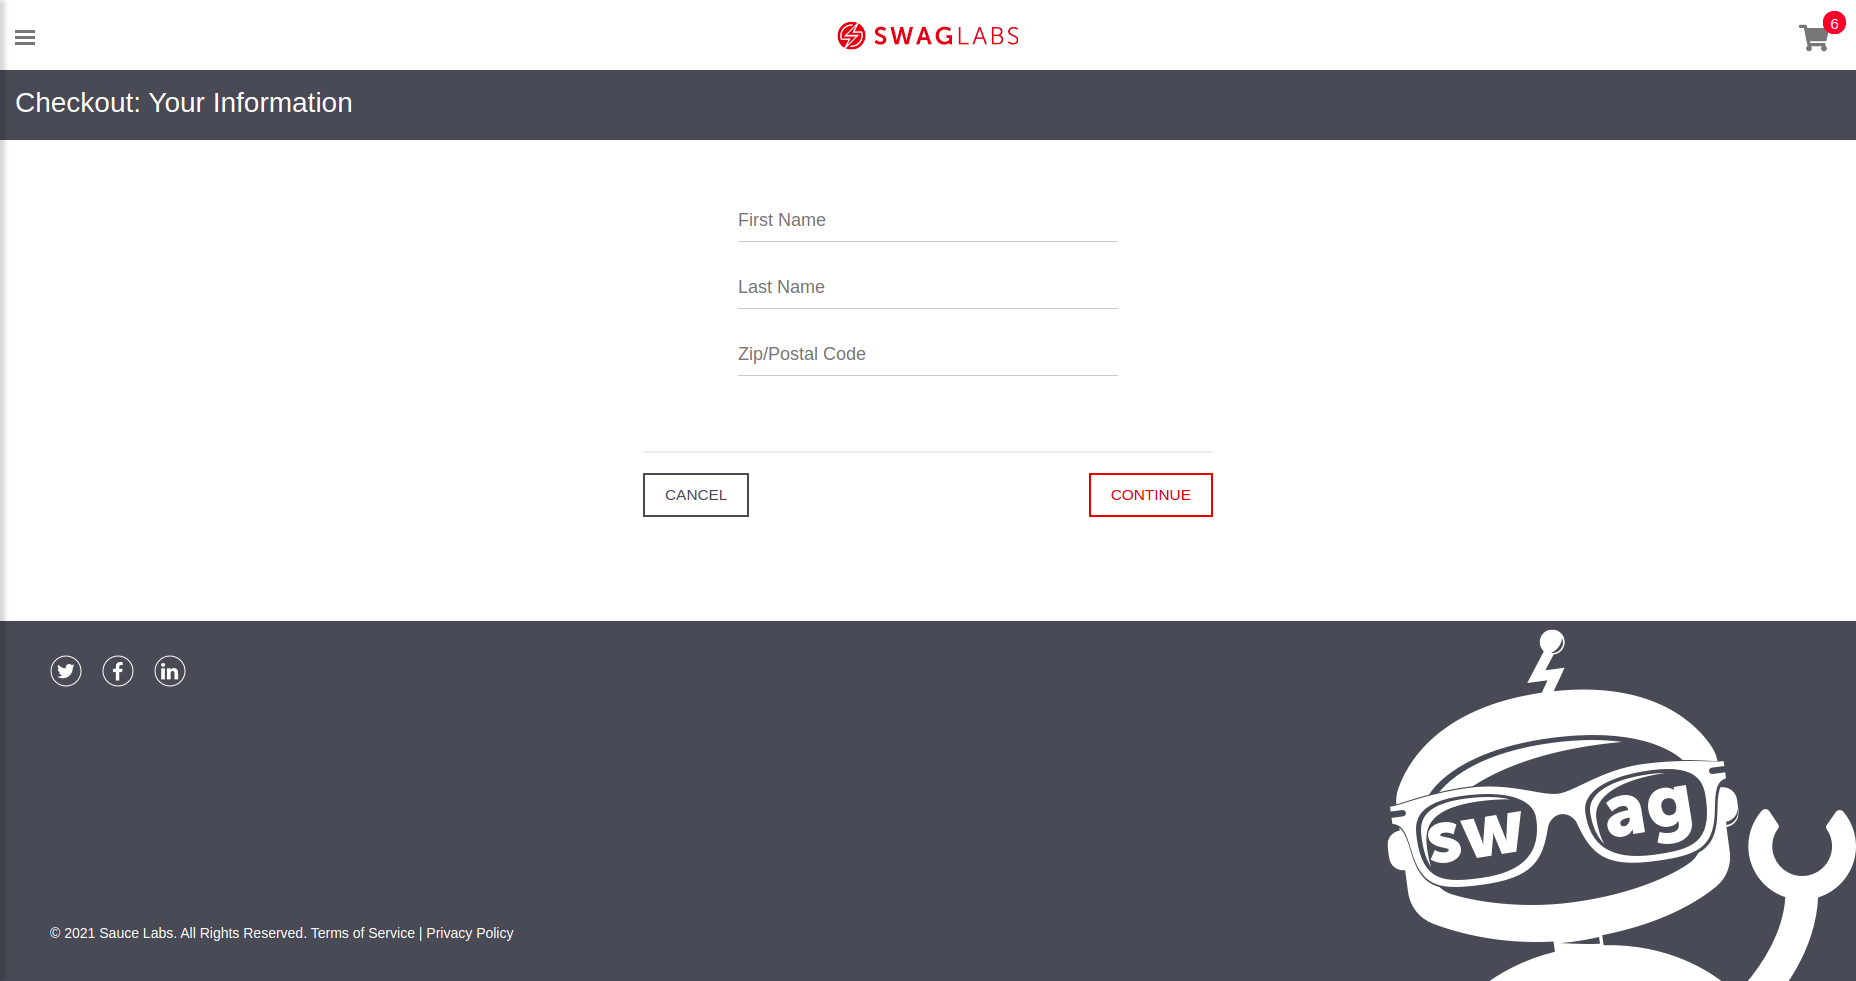 SWAGLABS
6
Checkout: Your Information
First Name
Last Name
Zip/Postal Code
CANCEL
CONTINUE
sw ag
© 2021 Sauce Labs. All Rights Reserved. Terms of Service | Privacy Policy